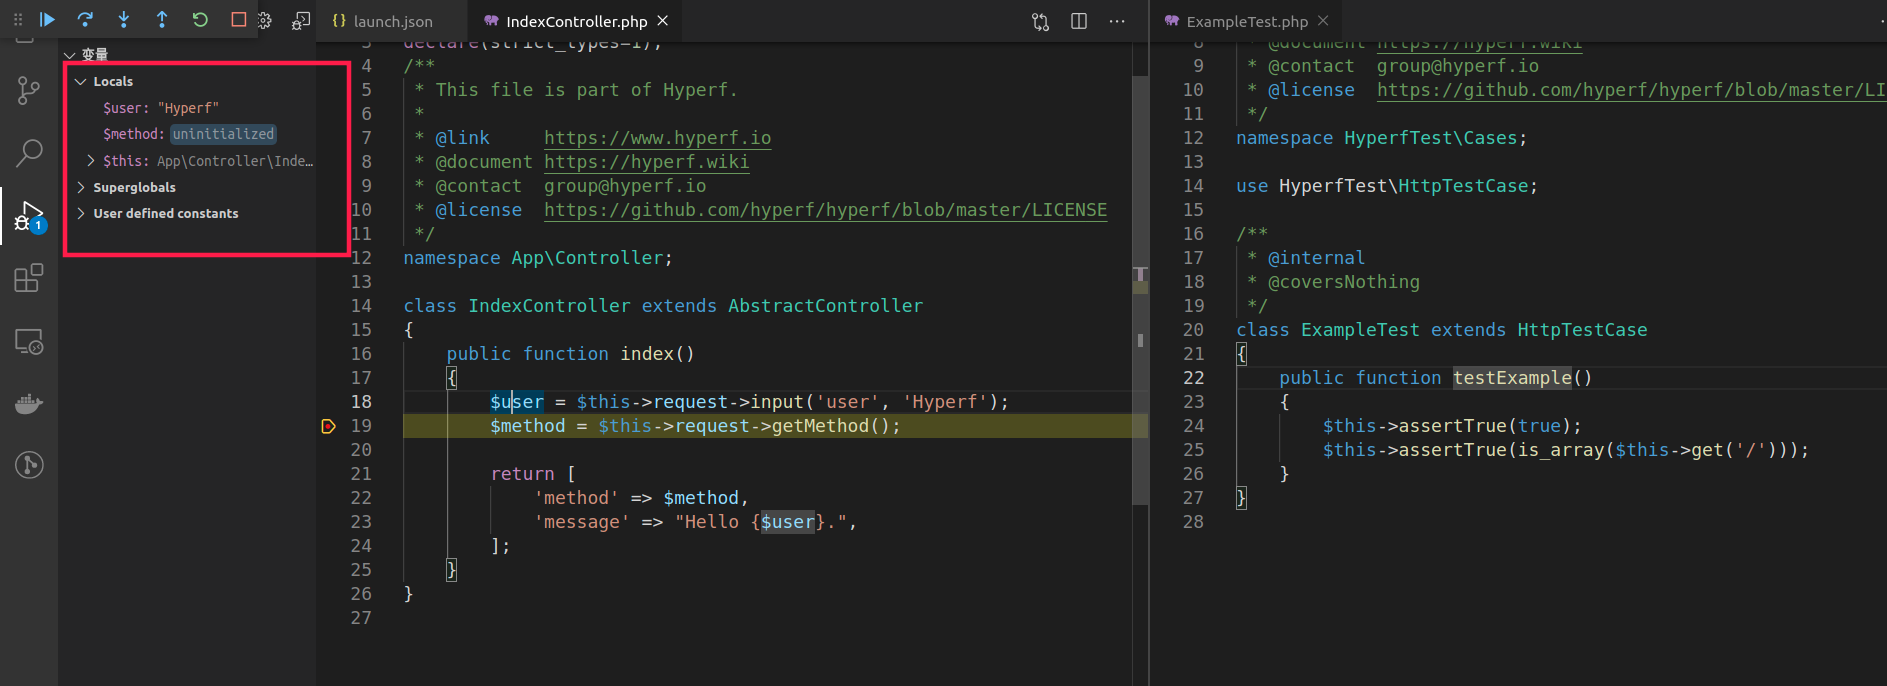 launch.json
IndexController.php
ExampleTest.php
变量
Locals
$user: "Hyperf"
$method: uninitialized
$this: App\Controller\Inde…
Superglobals
User defined constants
1
3 declare(strict_types=1);
4 /**
5  * This file is part of Hyperf.
6  *
7  * @link     https://www.hyperf.io
8  * @document https://hyperf.wiki
9  * @contact  group@hyperf.io
10  * @license  https://github.com/hyperf/hyperf/blob/master/LICENSE
11  */
12 namespace App\Controller;
13
14 class IndexController extends AbstractController
15 {
16     public function index()
17     {
18         $user = $this->request->input('user', 'Hyperf');
19         $method = $this->request->getMethod();
20
21         return [
22             'method' => $method,
23             'message' => "Hello {$user}.",
24         ];
25     }
26 }
27
8  * @document https://hyperf.wiki
9  * @contact  group@hyperf.io
10  * @license  https://github.com/hyperf/hyperf/blob/master/LI
11  */
12 namespace HyperfTest\Cases;
13
14 use HyperfTest\HttpTestCase;
15
16 /**
17  * @internal
18  * @coversNothing
19  */
20 class ExampleTest extends HttpTestCase
21 {
22     public function testExample()
23     {
24         $this->assertTrue(true);
25         $this->assertTrue(is_array($this->get('/')));
26     }
27 }
28